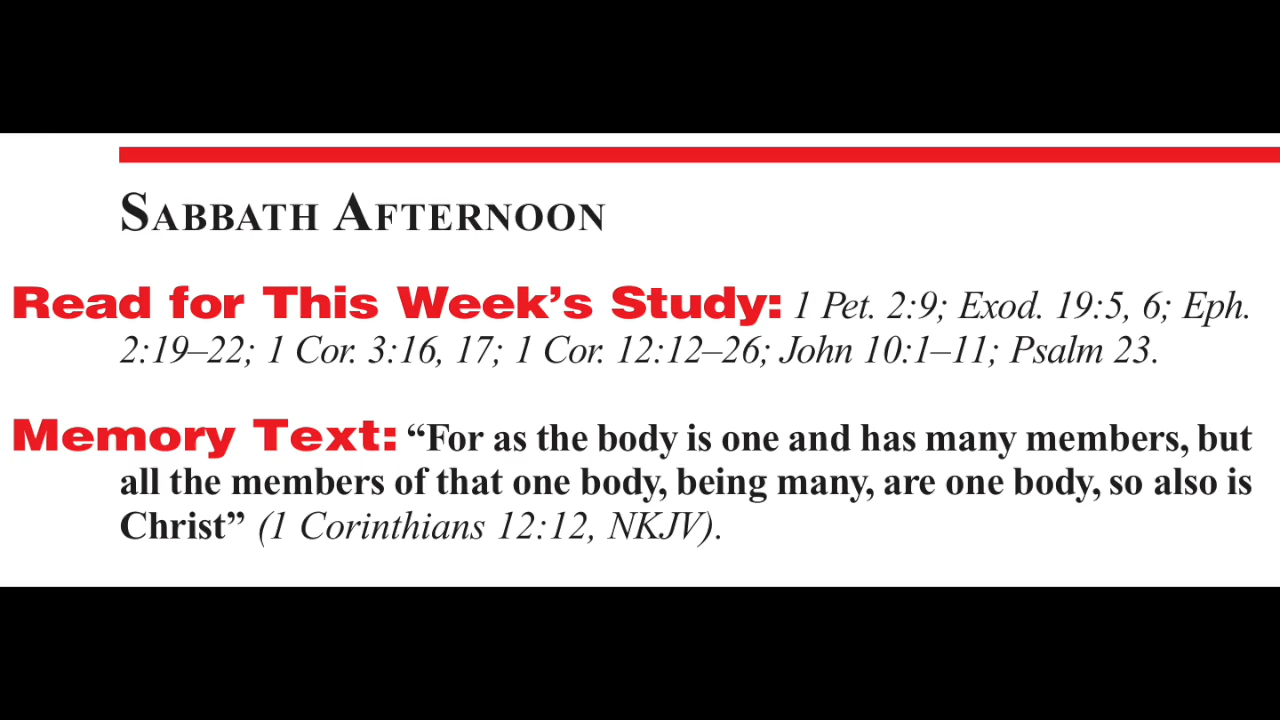 Sabbath Afternoon
Read for This Week’s Study: 1 Pet. 2:9; Exod. 19:5, 6; Eph.
2:19–22; 1 Cor. 3:16, 17; 1 Cor. 12:12–26; John 10:1–11; Psalm 23.
Memory Text: “For as the body is one and has many members, but
all the members of that one body, being many, are one body, so also is
Christ” (1 Corinthians 12:12, NKJV).